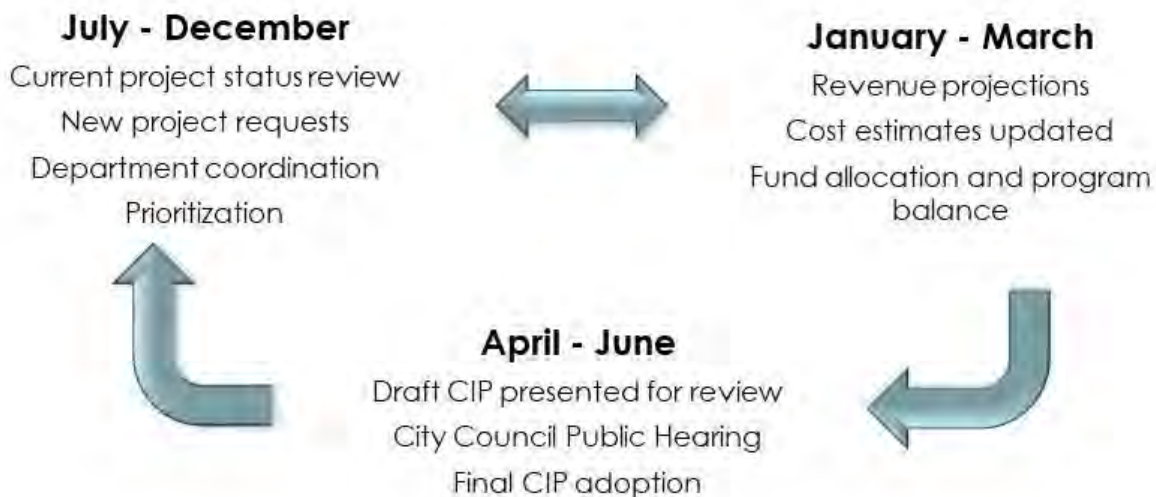 July - December
Current project status review
New project requests
Department coordination
Prioritization
January - March
Revenue projections
Cost estimates updated
Fund allocation and program
balance
April - June
Draft CIP presented for review
City Council Public Hearing
Final CIP adoption